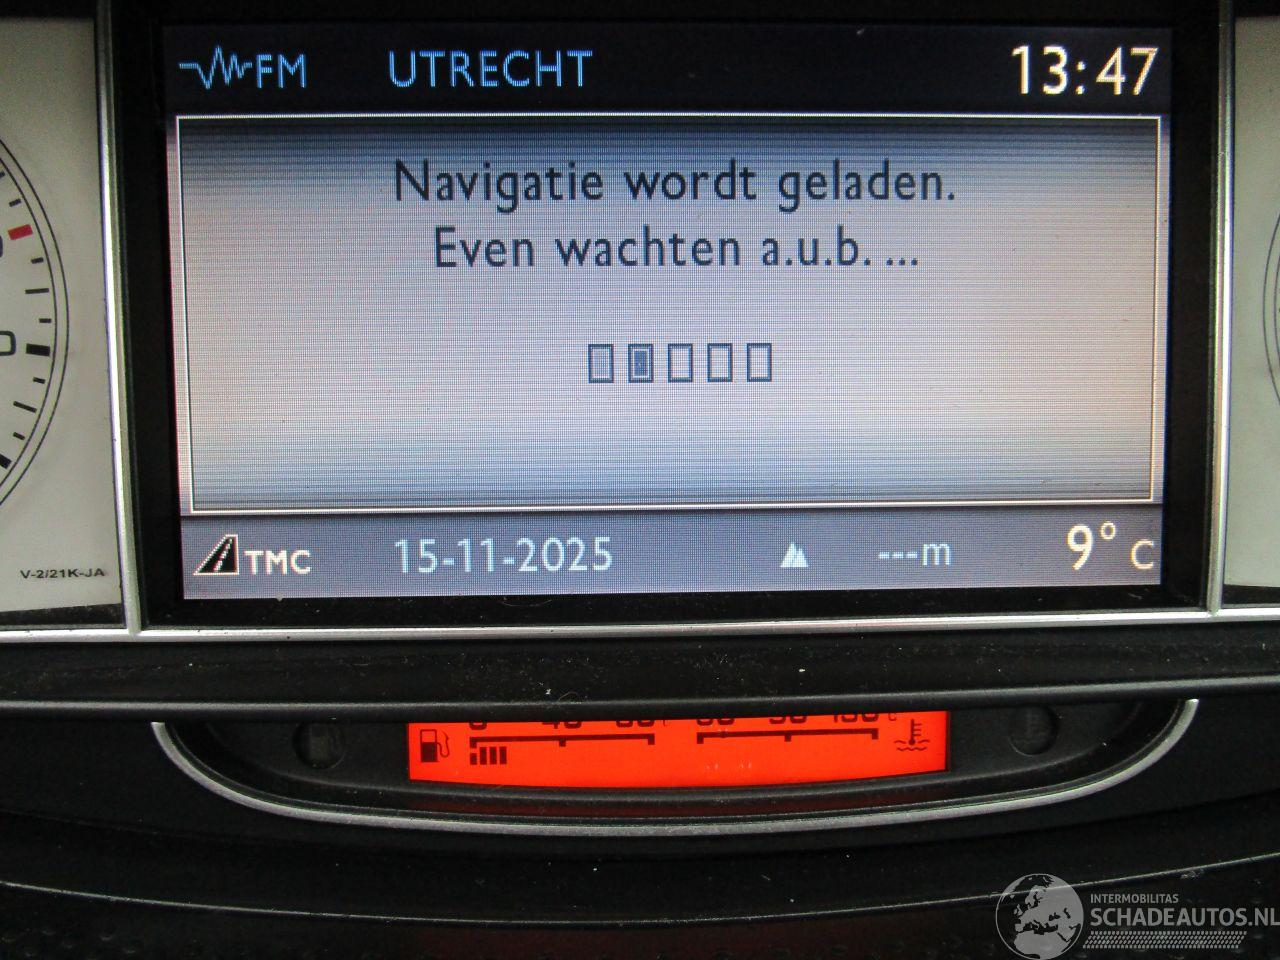 FM UTRECHT 13:47
Navigatie wordt geladen.
Even wachten a.u.b. ...
TMC 15-11-2025 ---m 9° C
V-2/21K-JA
INTERMOBILITAS
SCHADEAUTOS.NL